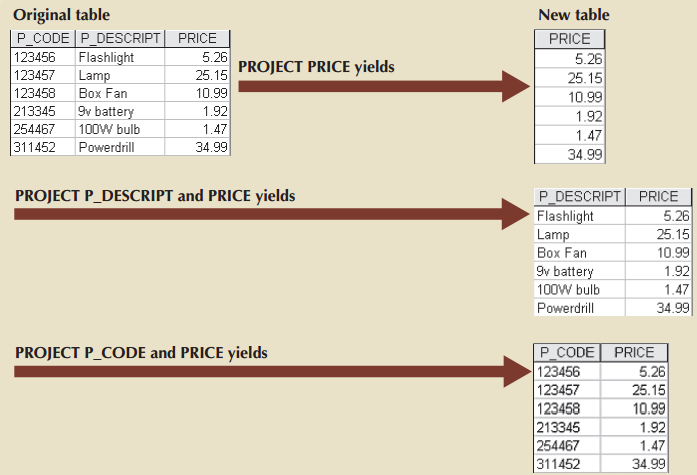 Original table
New table
P_CODE P_DESCRIPT PRICE
123456 Flashlight 5.26
123457 Lamp 25.15
123458 Box Fan 10.99
213345 9v battery 1.92
254467 100W bulb 1.47
311452 Powerdrill 34.99
PROJECT PRICE yields
PRICE
5.26
25.15
10.99
1.92
1.47
34.99
PROJECT P_DESCRIPT and PRICE yields
P_DESCRIPT PRICE
Flashlight 5.26
Lamp 25.15
Box Fan 10.99
9v battery 1.92
100W bulb 1.47
Powerdrill 34.99
PROJECT P_CODE and PRICE yields
P_CODE PRICE
123456 5.26
123457 25.15
123458 10.99
213345 1.92
254467 1.47
311452 34.99